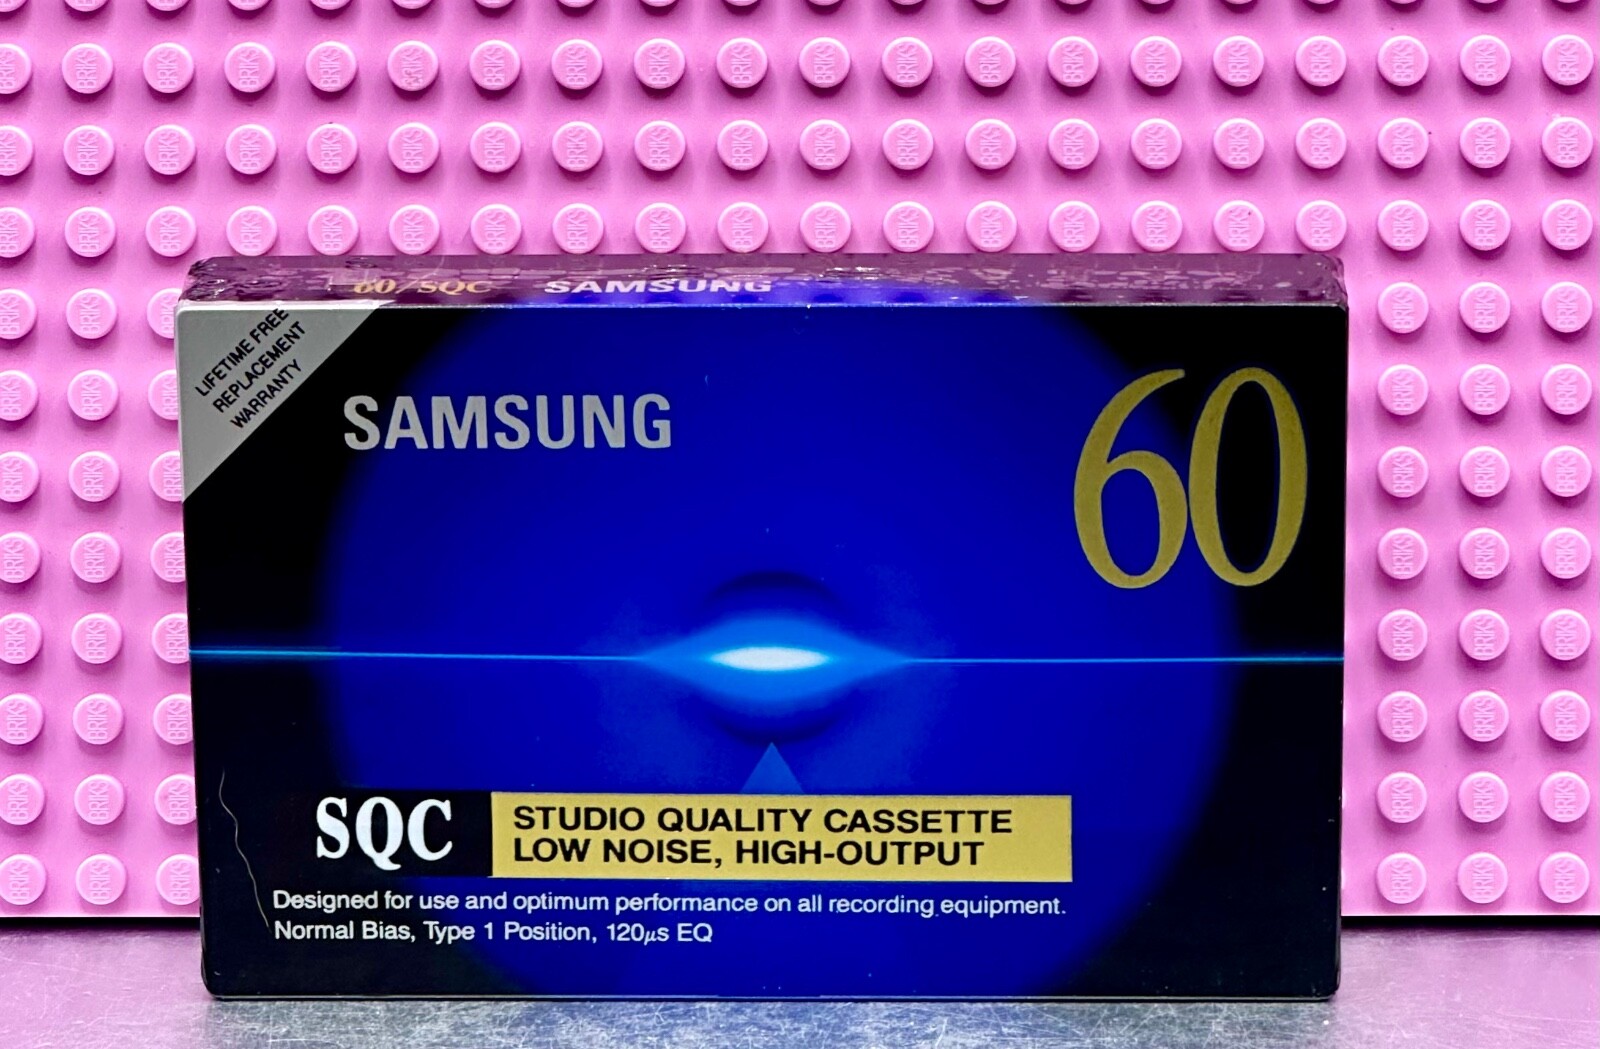 60/SQC SAMSUNG
LIFETIME FREE
REPLACEMENT
WARRANTY
SAMSUNG
60
SQC
STUDIO QUALITY CASSETTE
LOW NOISE, HIGH-OUTPUT
Designed for use and optimum performance on all recording equipment.
Normal Bias, Type 1 Position, 120µs EQ
BRIKS